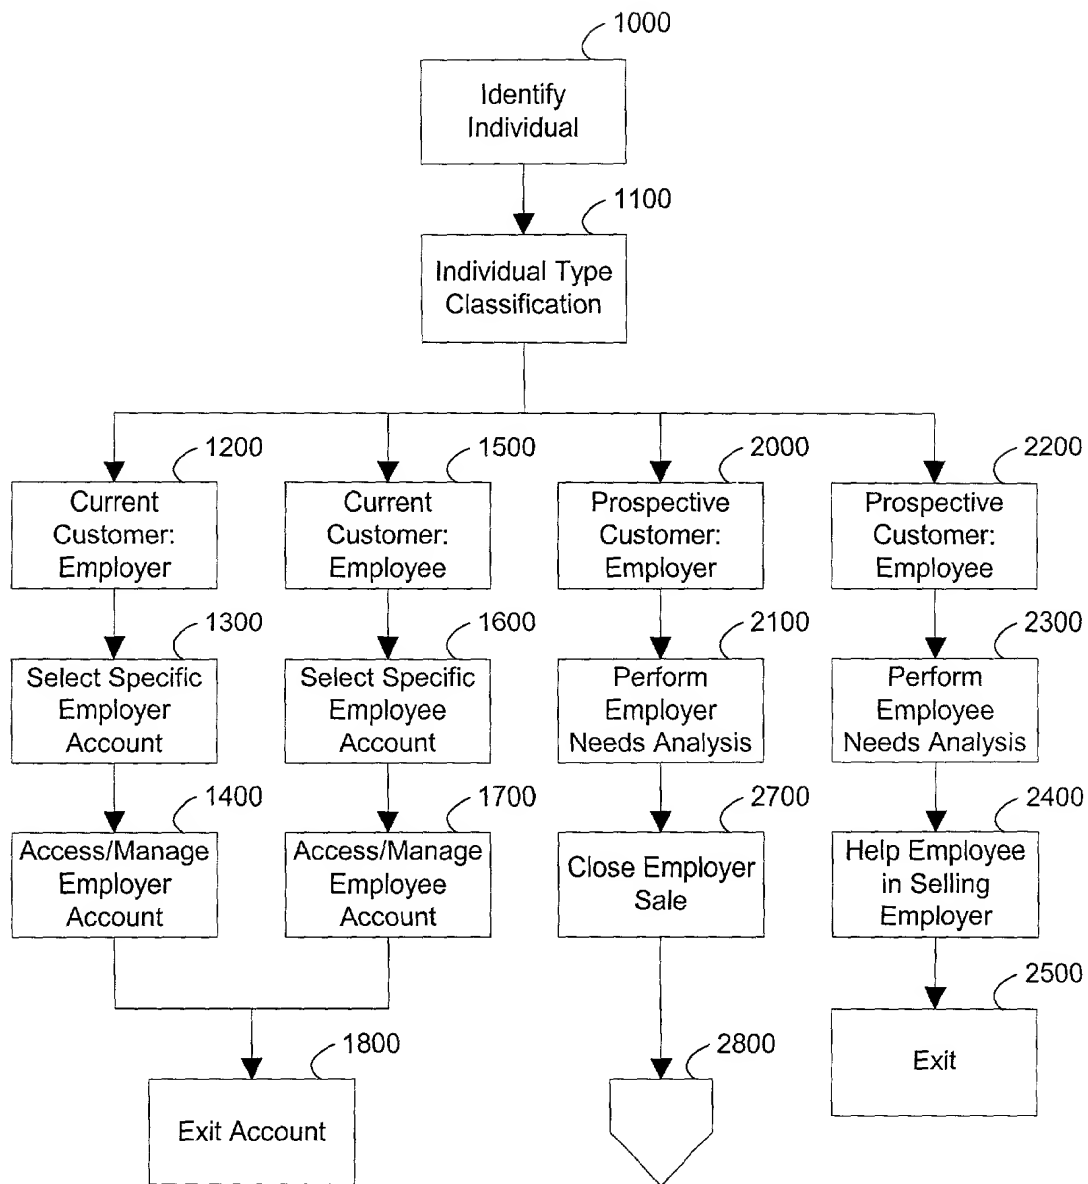 1000
Identify
Individual
1100
Individual Type
Classification
1200
Current
Customer:
Employer
1500
Current
Customer:
Employee
2000
Prospective
Customer:
Employer
2200
Prospective
Customer:
Employee
1300
Select Specific
Employer
Account
1600
Select Specific
Employee
Account
2100
Perform
Employer
Needs Analysis
2300
Perform
Employee
Needs Analysis
1400
Access/Manage
Employer
Account
1700
Access/Manage
Employee
Account
2700
Close Employer
Sale
2400
Help Employee
in Selling
Employer
1800
Exit Account
2800
2500
Exit